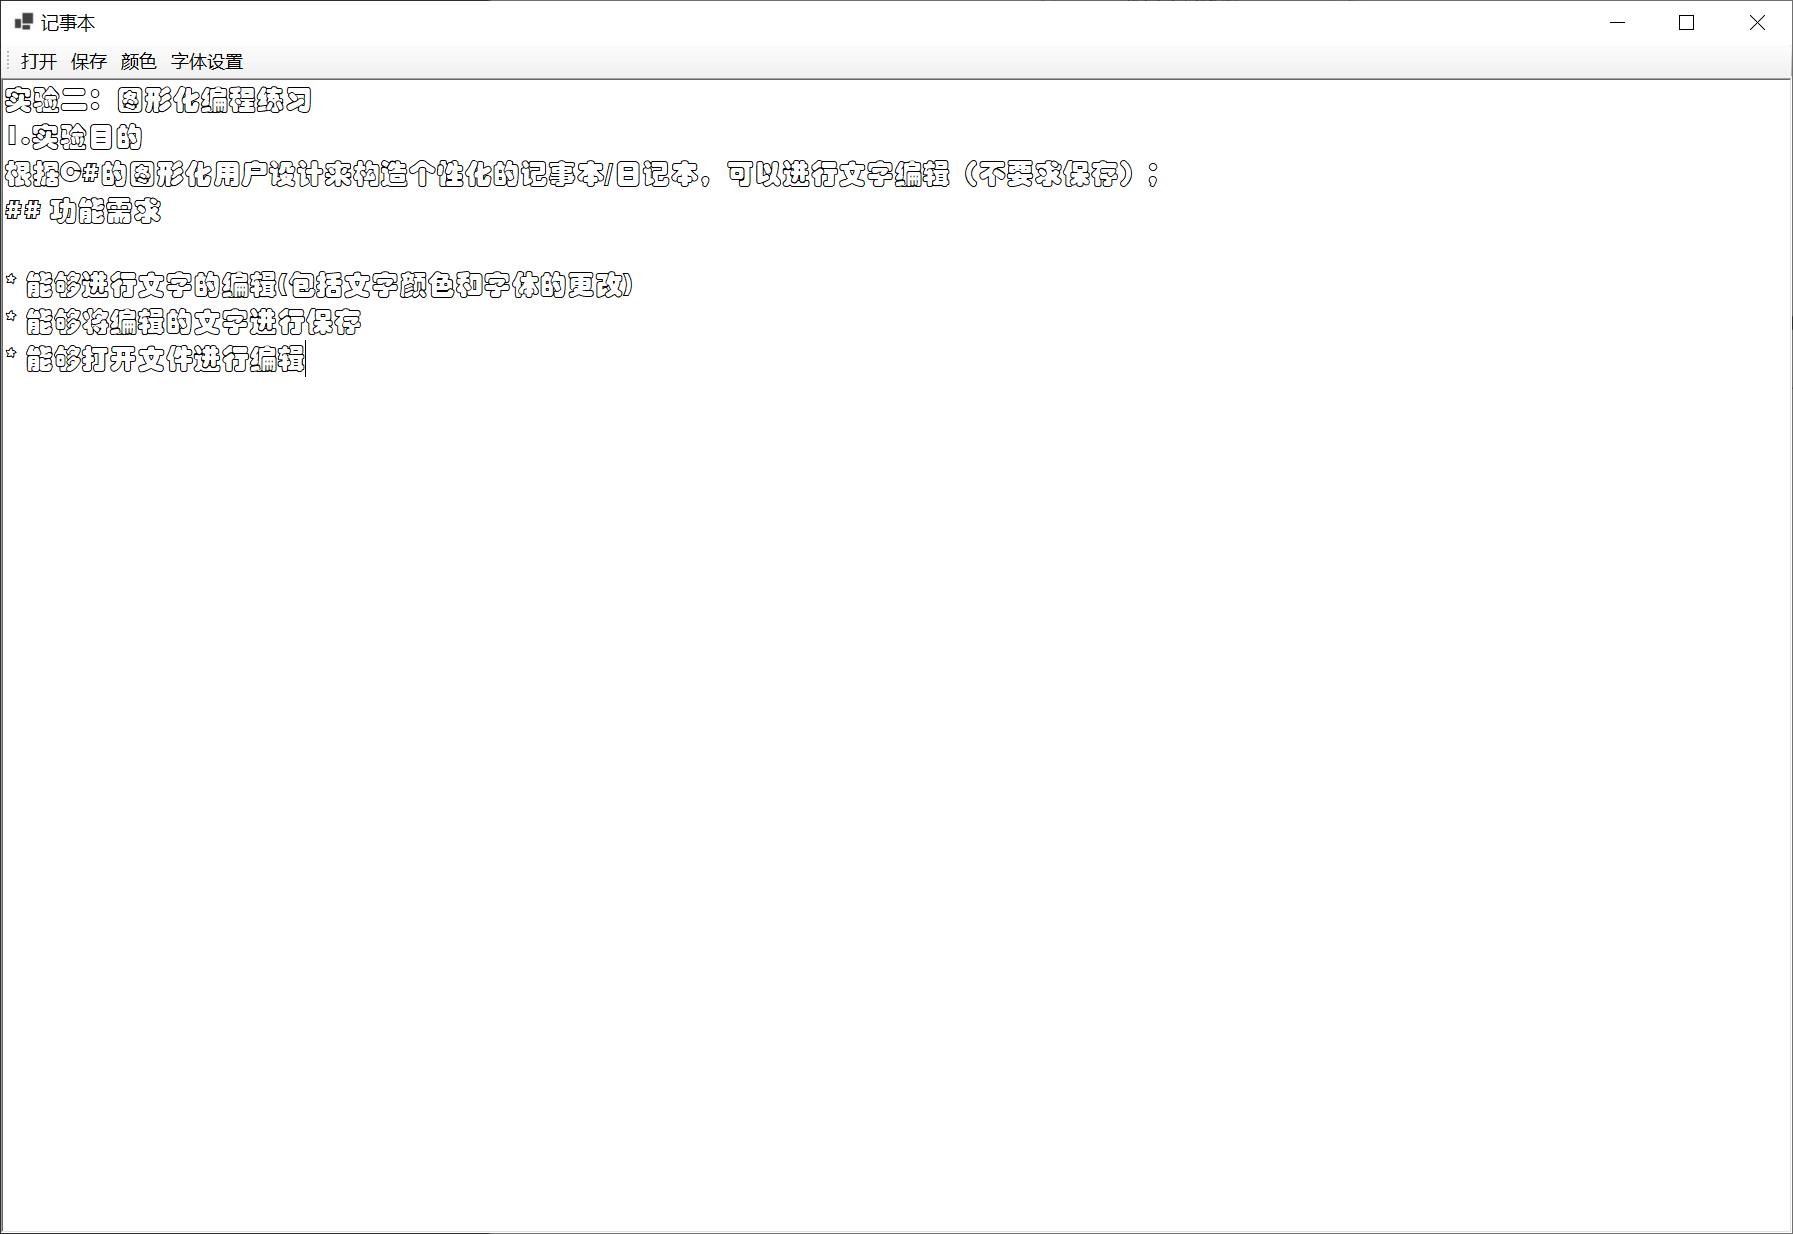 记事本
打开 保存 颜色 字体设置
实验二：图形化编程练习
1.实验目的
根据C#的图形化用户设计来构造个性化的记事本/日记本，可以进行文字编辑（不要求保存）；
## 功能需求
* 能够进行文字的编辑(包括文字颜色和字体的更改)
* 能够将编辑的文字进行保存
* 能够打开文件进行编辑